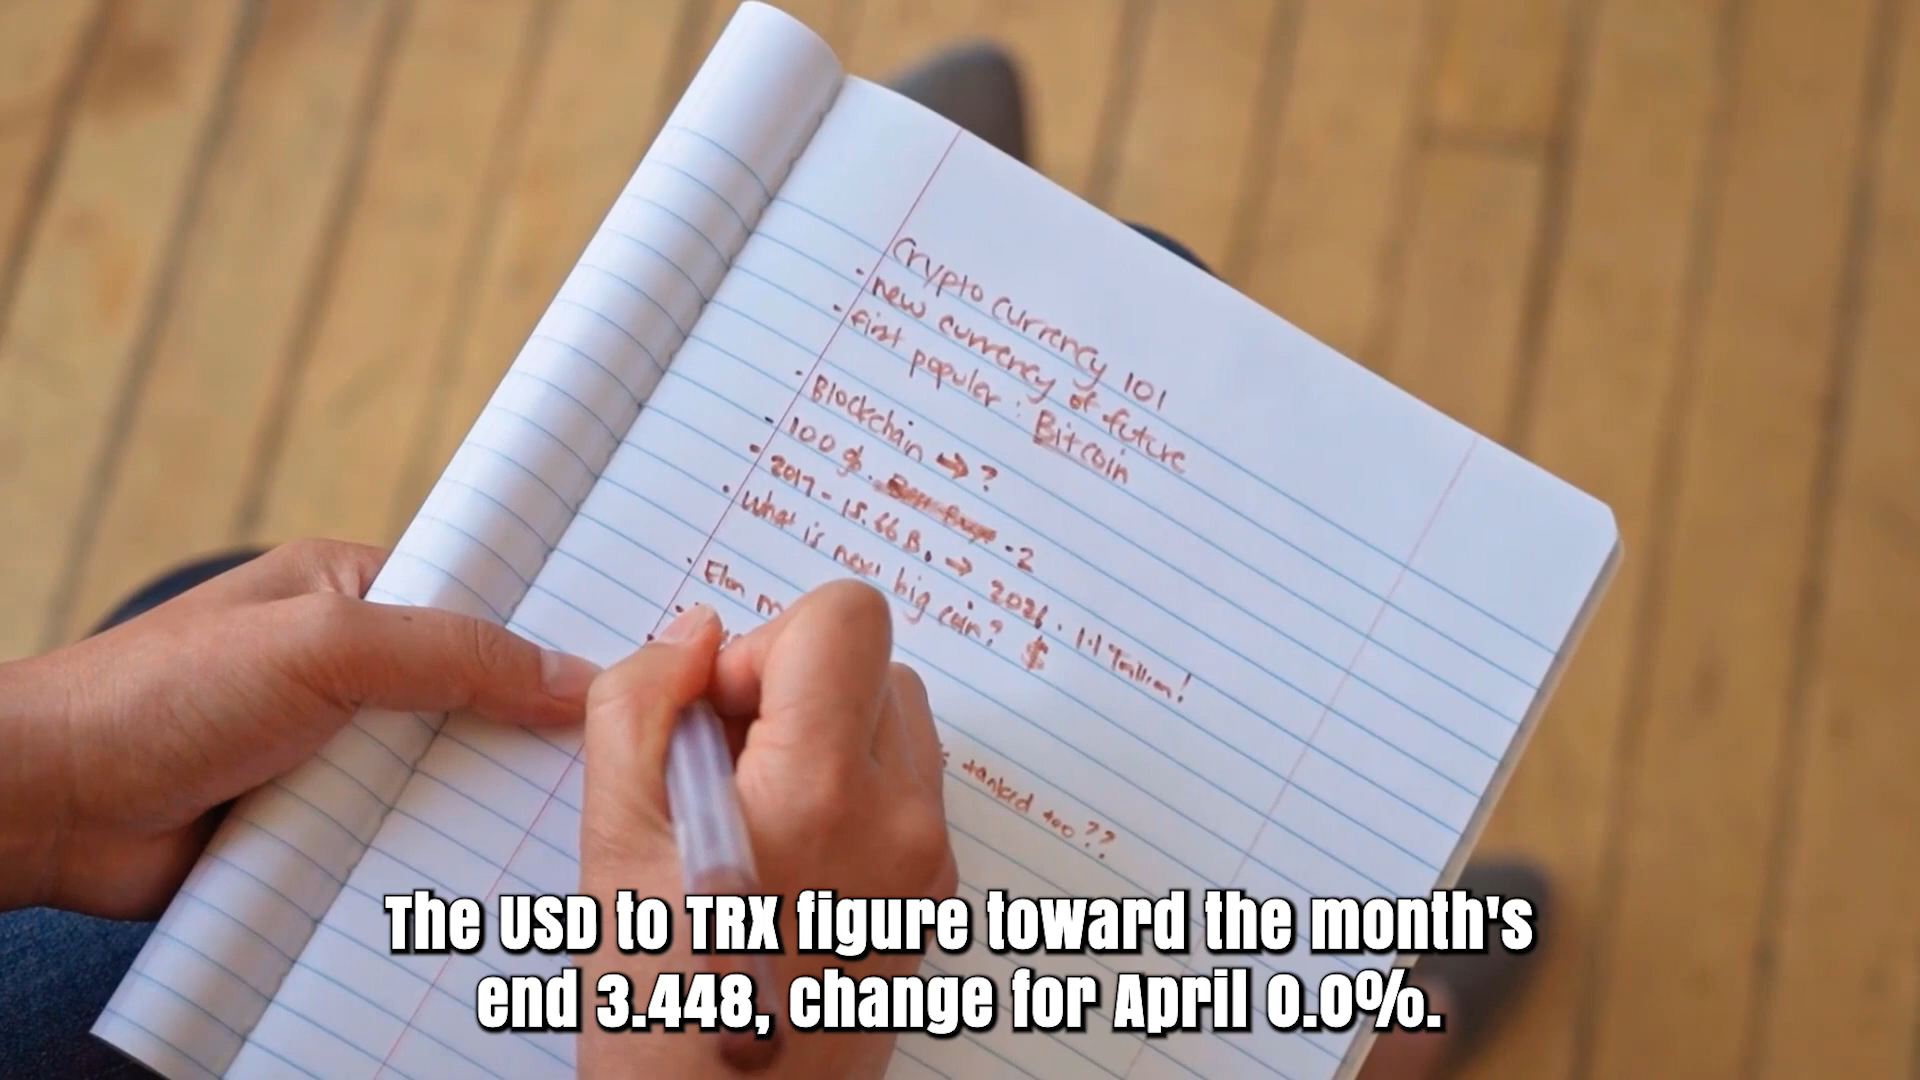 Crypto Currency 101
- new currency of future
- first populer : Bitcoin
- Blockchain → ?
- 100 %. -2
- 2017 - 15.66 B. → 2021. 1.1 Trillion!
- What is next big coin? $
- Elon
tanked too ??
The USD to TRX figure toward the month's
end 3.448, change for April 0.0%.